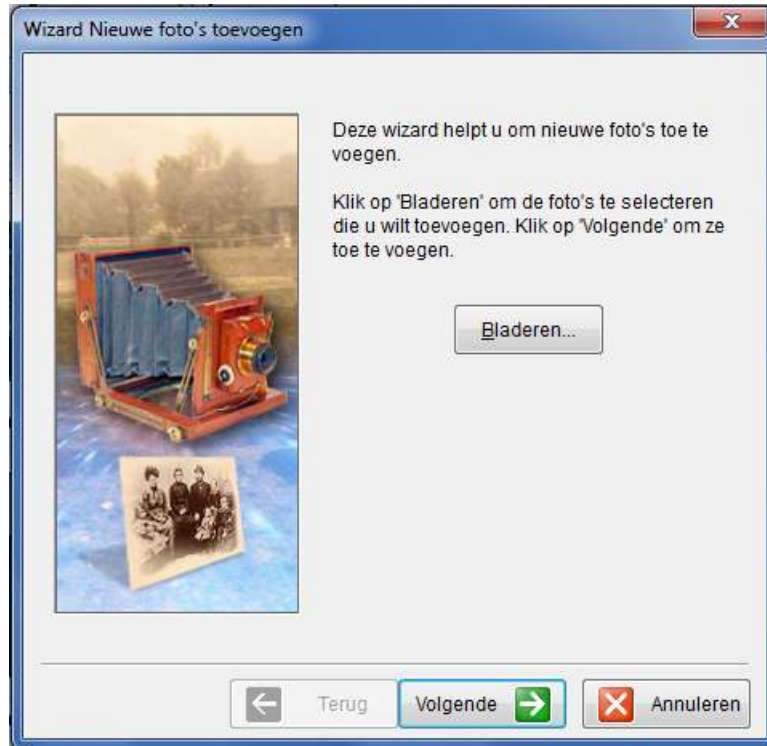 Wizard Nieuwe foto's toevoegen
Deze wizard helpt u om nieuwe foto's toe te
voegen.
Klik op 'Bladeren' om de foto's te selecteren
die u wilt toevoegen. Klik op 'Volgende' om ze
toe te voegen.
Bladeren...
Terug
Volgende
Annuleren